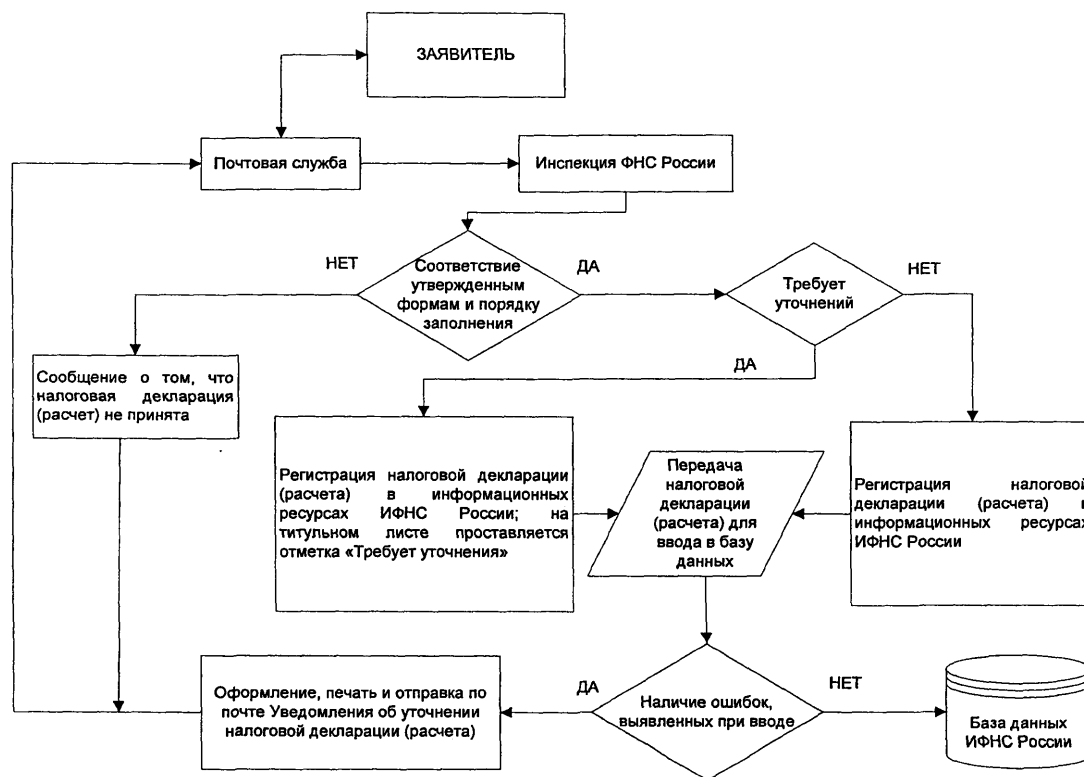 ЗАЯВИТЕЛЬ
Почтовая служба
Инспекция ФНС России
НЕТ
Соответствие
утвержденным
формам и порядку
заполнения
ДА
Требует
уточнений
НЕТ
ДА
Сообщение о том, что
налоговая декларация
(расчет) не принята
Регистрация налоговой декларации
(расчета) в информационных
ресурсах ИФНС России; на
титульном листе проставляется
отметка «Требует уточнения»
Передача
налоговой
декларации
(расчета) для
ввода в базу
данных
Регистрация налоговой
декларации (расчета) в
информационных ресурсах
ИФНС России
Оформление, печать и отправка по
почте Уведомления об уточнении
налоговой декларации (расчета)
ДА
Наличие ошибок,
выявленных при вводе
НЕТ
База данных
ИФНС России